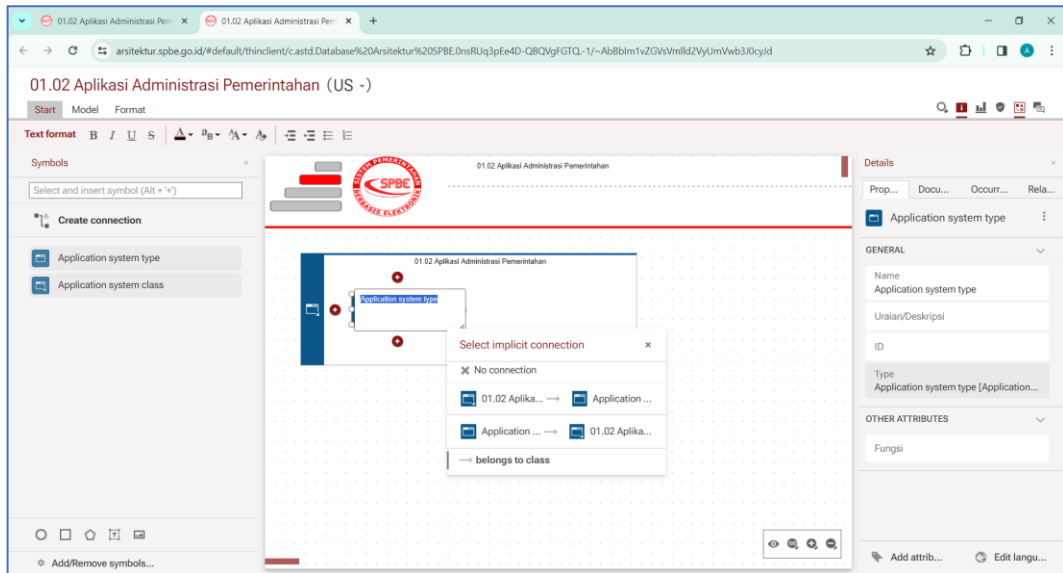 01.02 Aplikasi Administrasi Pem
01.02 Aplikasi Administrasi Pem
arsitektur.spbe.go.id/#default/thinclient/c.astd.Database%20Arsitektur%20SPBE.0nsRUq3pEe4D-QBQVgFGTQ.-1/~AbBbIm1vZGVsVmlld2VyUmVwb3J0cyJd
01.02 Aplikasi Administrasi Pemerintahan (US -)
Start Model Format
Text format B I U S
Symbols
Select and insert symbol (Alt + '+')
Create connection
Application system type
Application system class
Add/Remove symbols...
SISTEM PEMERINTAHAN
SPBE
BERBASIS ELEKTRONIK
01.02 Aplikasi Administrasi Pemerintahan
01.02 Aplikasi Administrasi Pemerintahan
Application system type
Select implicit connection
No connection
01.02 Aplika... → Application ...
Application ... → 01.02 Aplika...
→ belongs to class
Details
Prop... Docu... Occurr... Rela...
Application system type
GENERAL
Name
Application system type
Uraian/Deskripsi
ID
Type
Application system type [Application...
OTHER ATTRIBUTES
Fungsi
Add attrib... Edit langu...